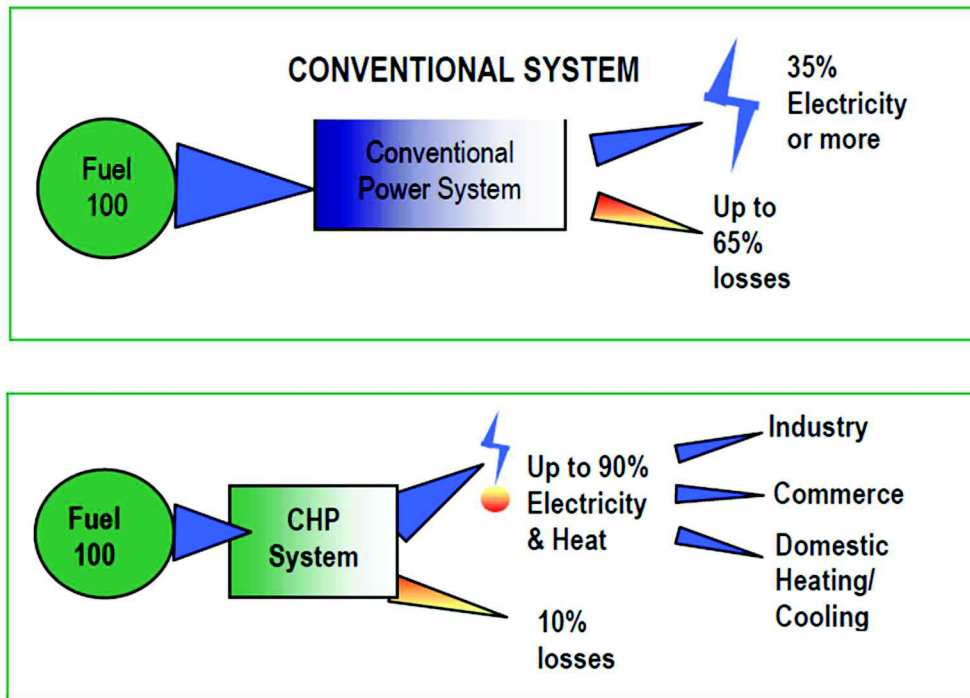 CONVENTIONAL SYSTEM
Fuel
100
Conventional
Power System
35%
Electricity
or more
Up to
65%
losses
Fuel
100
CHP
System
Up to 90%
Electricity
& Heat
10%
losses
Industry
Commerce
Domestic
Heating/
Cooling